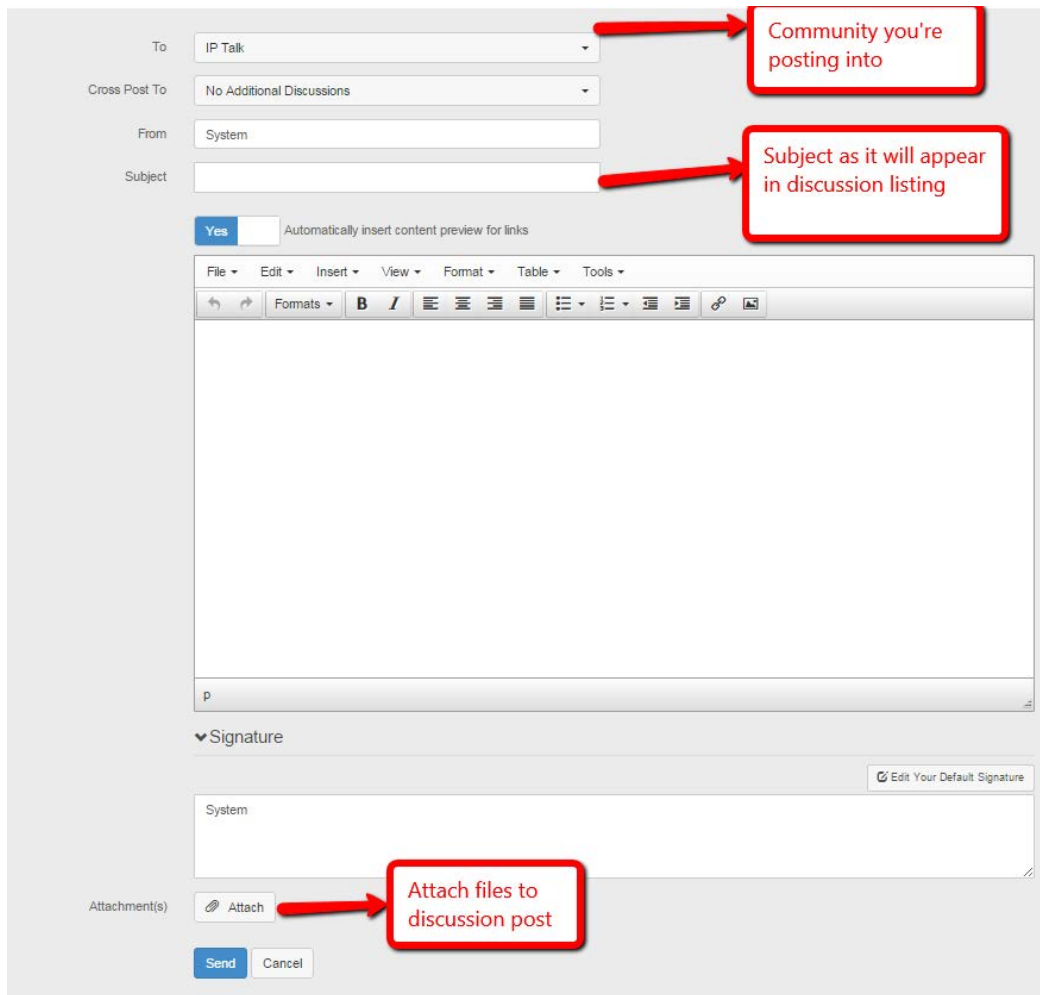 To
IP Talk
Community you're
posting into
Cross Post To
No Additional Discussions
From
System
Subject as it will appear
in discussion listing
Subject
Yes
Automatically insert content preview for links
File Edit Insert View Format Table Tools
Formats B I
p
Signature
Edit Your Default Signature
System
Attach files to
discussion post
Attachment(s)
Attach
Send
Cancel